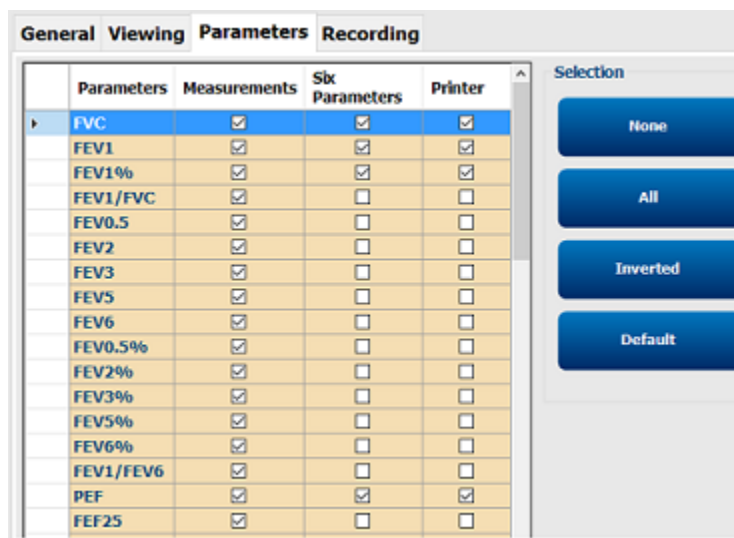 General Viewing Parameters Recording
Parameters Measurements Six Parameters Printer
FVC
FEV1
FEV1%
FEV1/FVC
FEV0.5
FEV2
FEV3
FEV5
FEV6
FEV0.5%
FEV2%
FEV3%
FEV5%
FEV6%
FEV1/FEV6
PEF
FEF25
Selection
None
All
Inverted
Default